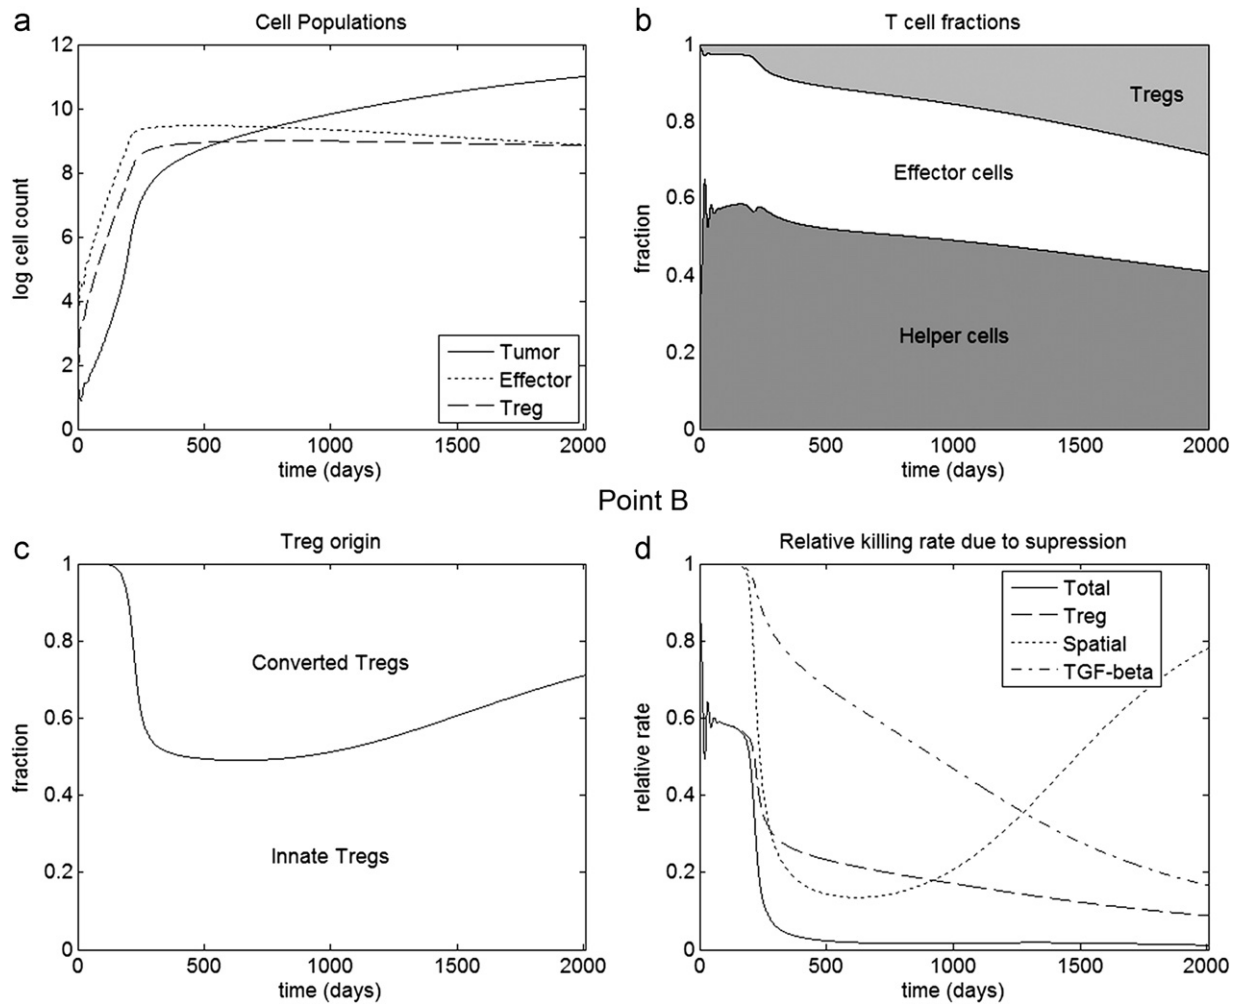 a
Cell Populations
12
10
8
6
4
2
0
log cell count
Tumor
Effector
Treg
0 500 1000 1500 2000
time (days)
b
T cell fractions
1
0.8
0.6
0.4
0.2
0
fraction
Tregs
Effector cells
Helper cells
0 500 1000 1500 2000
time (days)
Point B
c
Treg origin
1
0.8
0.6
0.4
0.2
0
fraction
Converted Tregs
Innate Tregs
0 500 1000 1500 2000
time (days)
d
Relative killing rate due to supression
1
0.8
0.6
0.4
0.2
0
relative rate
Total
Treg
Spatial
TGF-beta
0 500 1000 1500 2000
time (days)